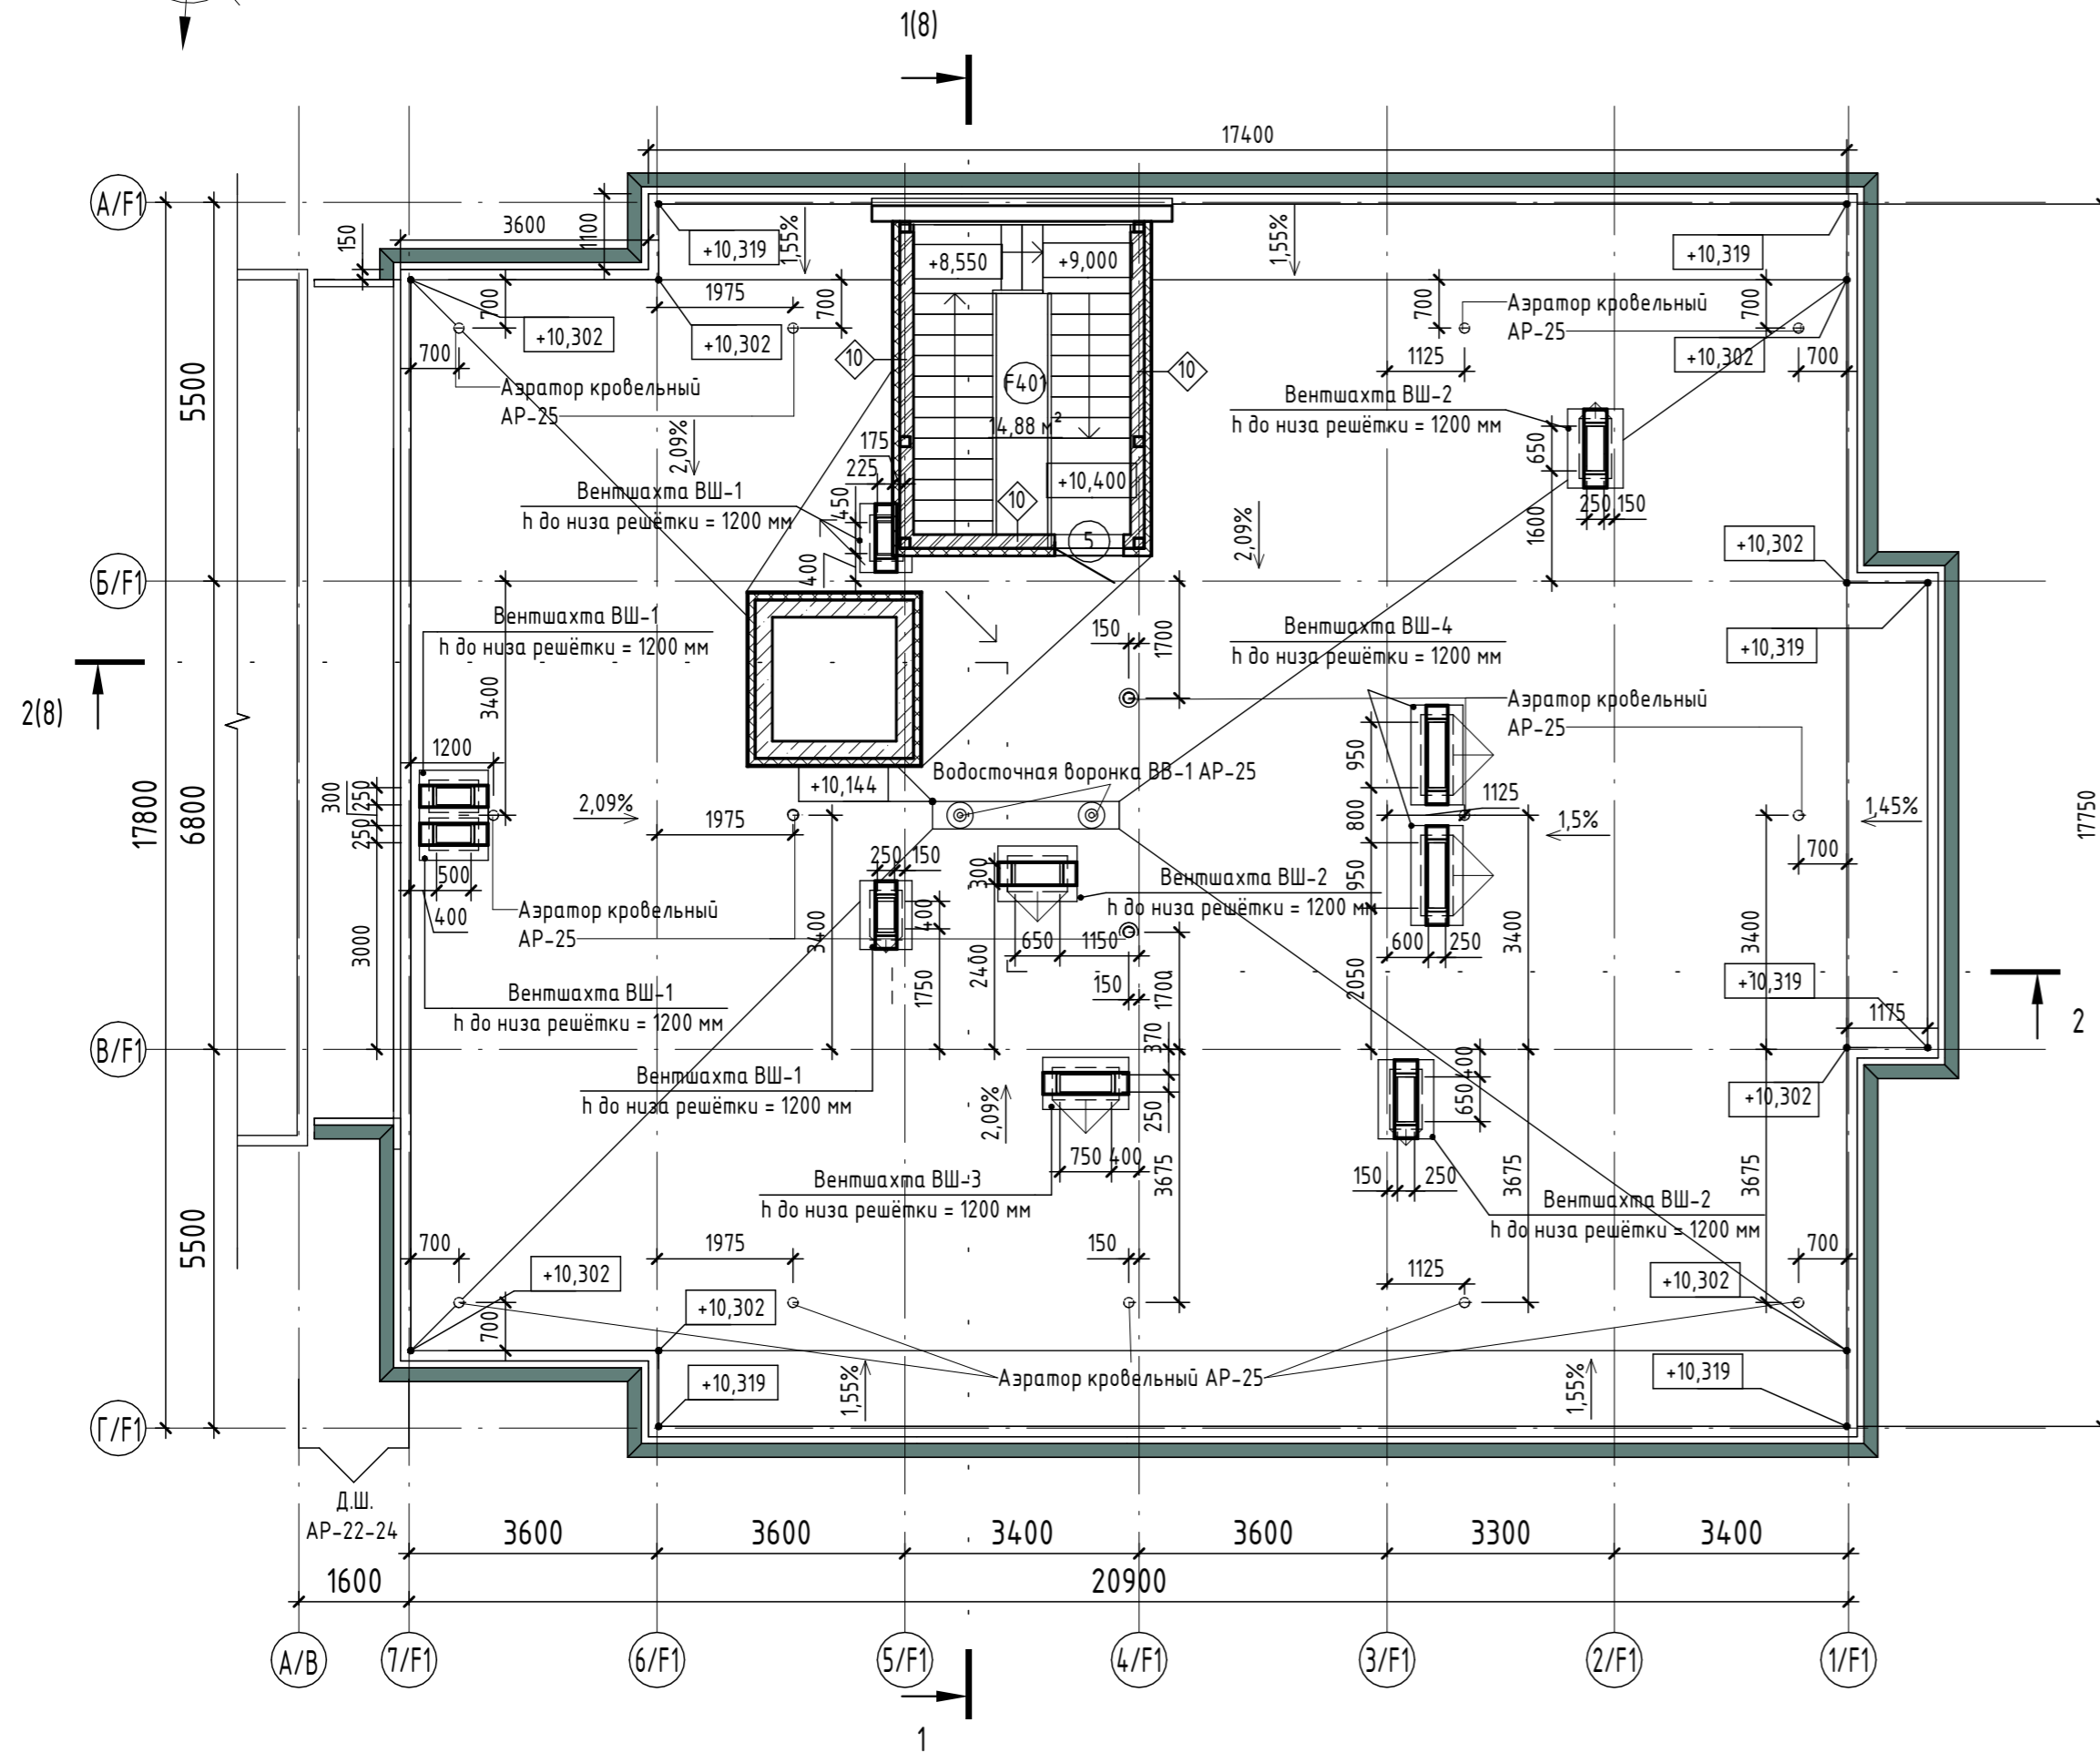 1(8)
17400
А/F1
150
3600
1100
+10,319
1,55%
+8,550
+9,000
1,55%
+10,319
700
+10,302
1975
+10,302
700
700
Аэратор кровельный
АР-25
700
+10,302
700
Аэратор кровельный
АР-25
10
F401
14,88 м²
10
1125
700
5500
2,09%
175
225
450
400
Вентшахта ВШ-1
h до низа решётки = 1200 мм
10
+10,400
5
2,09%
Вентшахта ВШ-2
h до низа решётки = 1200 мм
650
250
150
1600
+10,302
Б/F1
Вентшахта ВШ-1
h до низа решётки = 1200 мм
150
1700
Вентшахта ВШ-4
h до низа решётки = 1200 мм
+10,319
2(8)
3400
Аэратор кровельный
АР-25
1200
+10,144
Водосточная воронка ВВ-1 АР-25
950
1125
17800
6800
300
250
250
2,09%
1975
800
1,5%
1,45%
17750
500
400
250
150
300
Вентшахта ВШ-2
h до низа решётки = 1200 мм
950
700
3000
Аэратор кровельный
АР-25
3400
400
650
1150
600
250
3400
3400
1750
2400
150
1700
2050
+10,319
Вентшахта ВШ-1
h до низа решётки = 1200 мм
370
1175
2
В/F1
Вентшахта ВШ-1
h до низа решётки = 1200 мм
2,09%
250
400
650
+10,302
750
400
3675
150
250
3675
3675
Вентшахта ВШ-3
h до низа решётки = 1200 мм
Вентшахта ВШ-2
h до низа решётки = 1200 мм
5500
700
+10,302
1975
150
1125
+10,302
700
700
+10,302
+10,319
1,55%
Аэратор кровельный АР-25
1,55%
+10,319
Г/F1
Д.Ш.
АР-22-24
3600
3600
3400
3600
3300
3400
1600
20900
А/В
7/F1
6/F1
5/F1
4/F1
3/F1
2/F1
1/F1
1